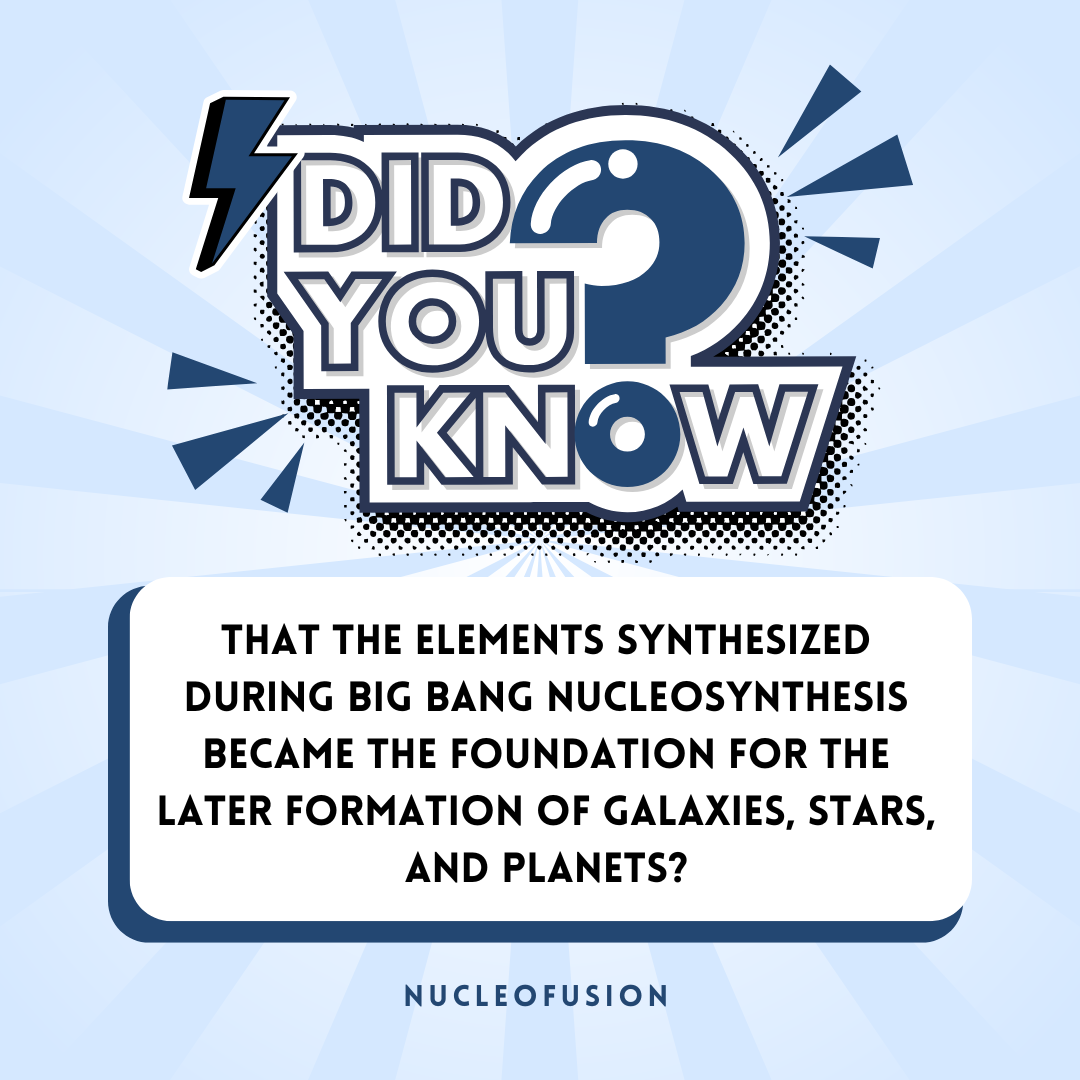 DID
YOU
KNOW?
THAT THE ELEMENTS SYNTHESIZED
DURING BIG BANG NUCLEOSYNTHESIS
BECAME THE FOUNDATION FOR THE
LATER FORMATION OF GALAXIES, STARS,
AND PLANETS?
NUCLEOFUSION